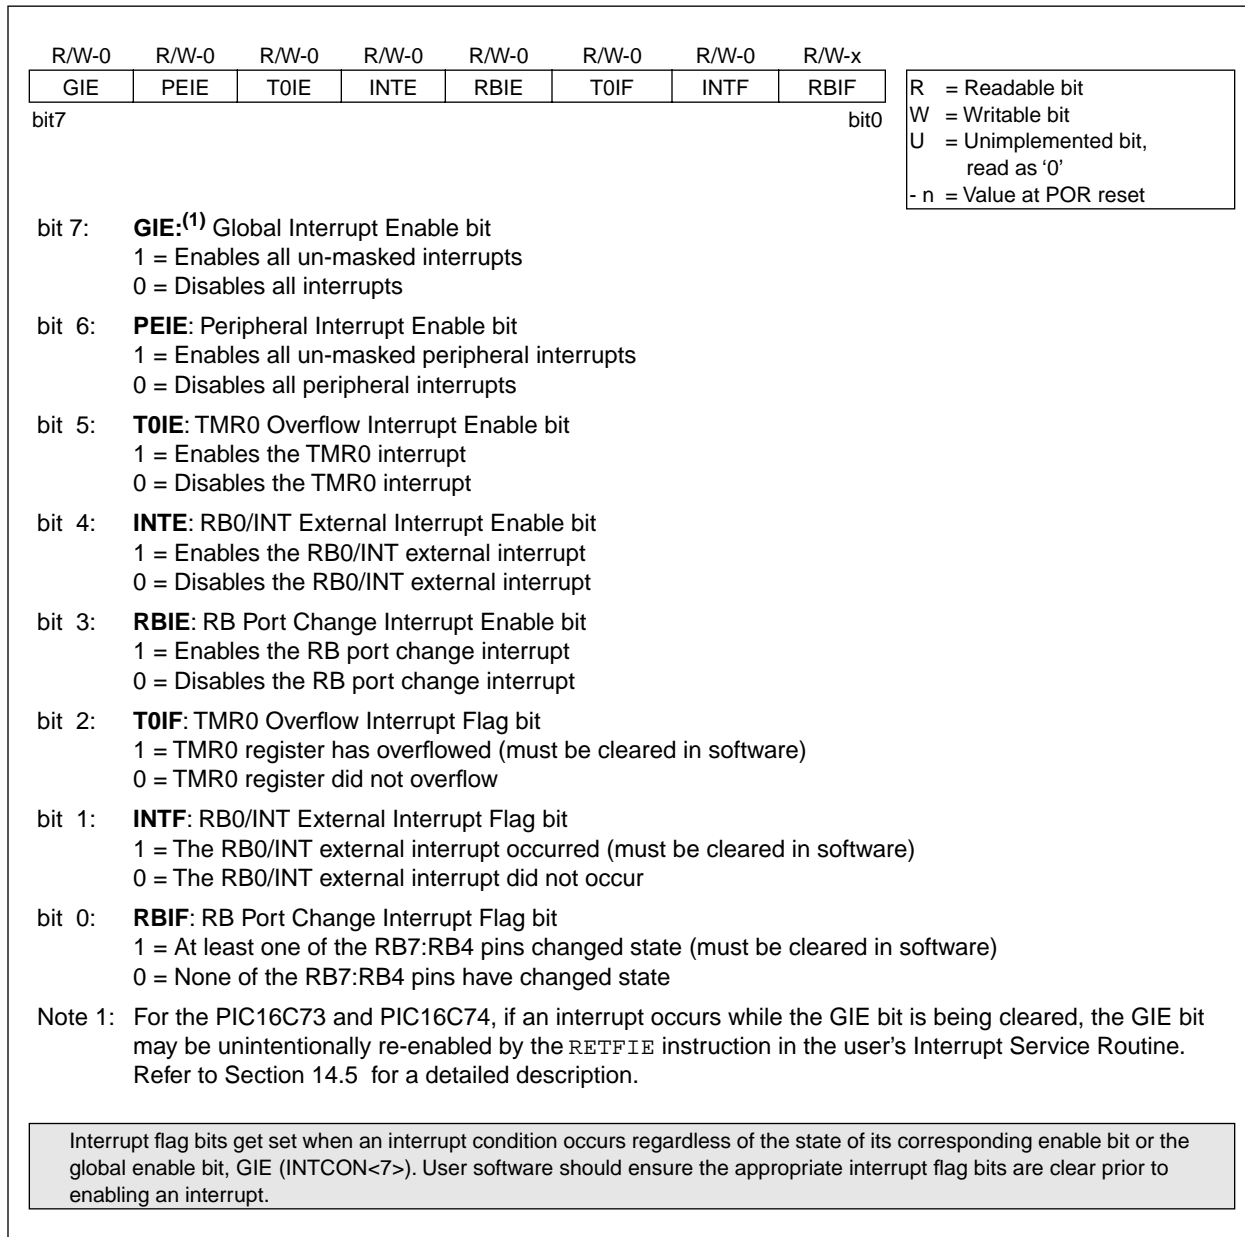 R/W-0 R/W-0 R/W-0 R/W-0 R/W-0 R/W-0 R/W-0 R/W-x
GIE PEIE T0IE INTE RBIE T0IF INTF RBIF
bit7 bit0
R = Readable bit
W = Writable bit
U = Unimplemented bit,
read as ‘0’
- n = Value at POR reset
bit 7: GIE:(1) Global Interrupt Enable bit
1 = Enables all un-masked interrupts
0 = Disables all interrupts
bit 6: PEIE: Peripheral Interrupt Enable bit
1 = Enables all un-masked peripheral interrupts
0 = Disables all peripheral interrupts
bit 5: T0IE: TMR0 Overflow Interrupt Enable bit
1 = Enables the TMR0 interrupt
0 = Disables the TMR0 interrupt
bit 4: INTE: RB0/INT External Interrupt Enable bit
1 = Enables the RB0/INT external interrupt
0 = Disables the RB0/INT external interrupt
bit 3: RBIE: RB Port Change Interrupt Enable bit
1 = Enables the RB port change interrupt
0 = Disables the RB port change interrupt
bit 2: T0IF: TMR0 Overflow Interrupt Flag bit
1 = TMR0 register has overflowed (must be cleared in software)
0 = TMR0 register did not overflow
bit 1: INTF: RB0/INT External Interrupt Flag bit
1 = The RB0/INT external interrupt occurred (must be cleared in software)
0 = The RB0/INT external interrupt did not occur
bit 0: RBIF: RB Port Change Interrupt Flag bit
1 = At least one of the RB7:RB4 pins changed state (must be cleared in software)
0 = None of the RB7:RB4 pins have changed state
Note 1: For the PIC16C73 and PIC16C74, if an interrupt occurs while the GIE bit is being cleared, the GIE bit
may be unintentionally re-enabled by the RETFIE instruction in the user's Interrupt Service Routine.
Refer to Section 14.5 for a detailed description.
Interrupt flag bits get set when an interrupt condition occurs regardless of the state of its corresponding enable bit or the
global enable bit, GIE (INTCON<7>). User software should ensure the appropriate interrupt flag bits are clear prior to
enabling an interrupt.